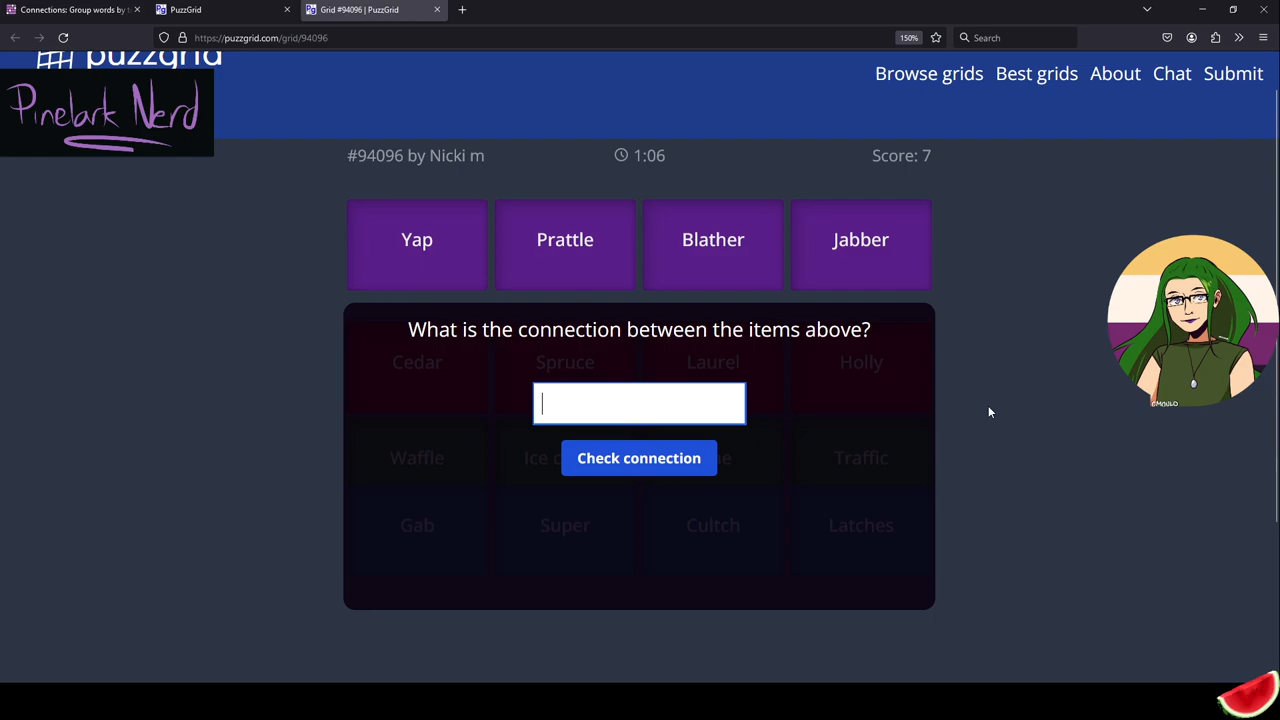 Connections: Group words by t
PuzzGrid
Grid #94096 | PuzzGrid
https://puzzgrid.com/grid/94096
150%
Search
puzzgrid
Browse grids Best grids About Chat Submit
Pinelark Nerd
#94096 by Nicki m
1:06
Score: 7
Yap Prattle Blather Jabber
What is the connection between the items above?
Cedar Spruce Laurel Holly
Check connection
Waffle Ice c Traffic
Gab Super Cultch Latches